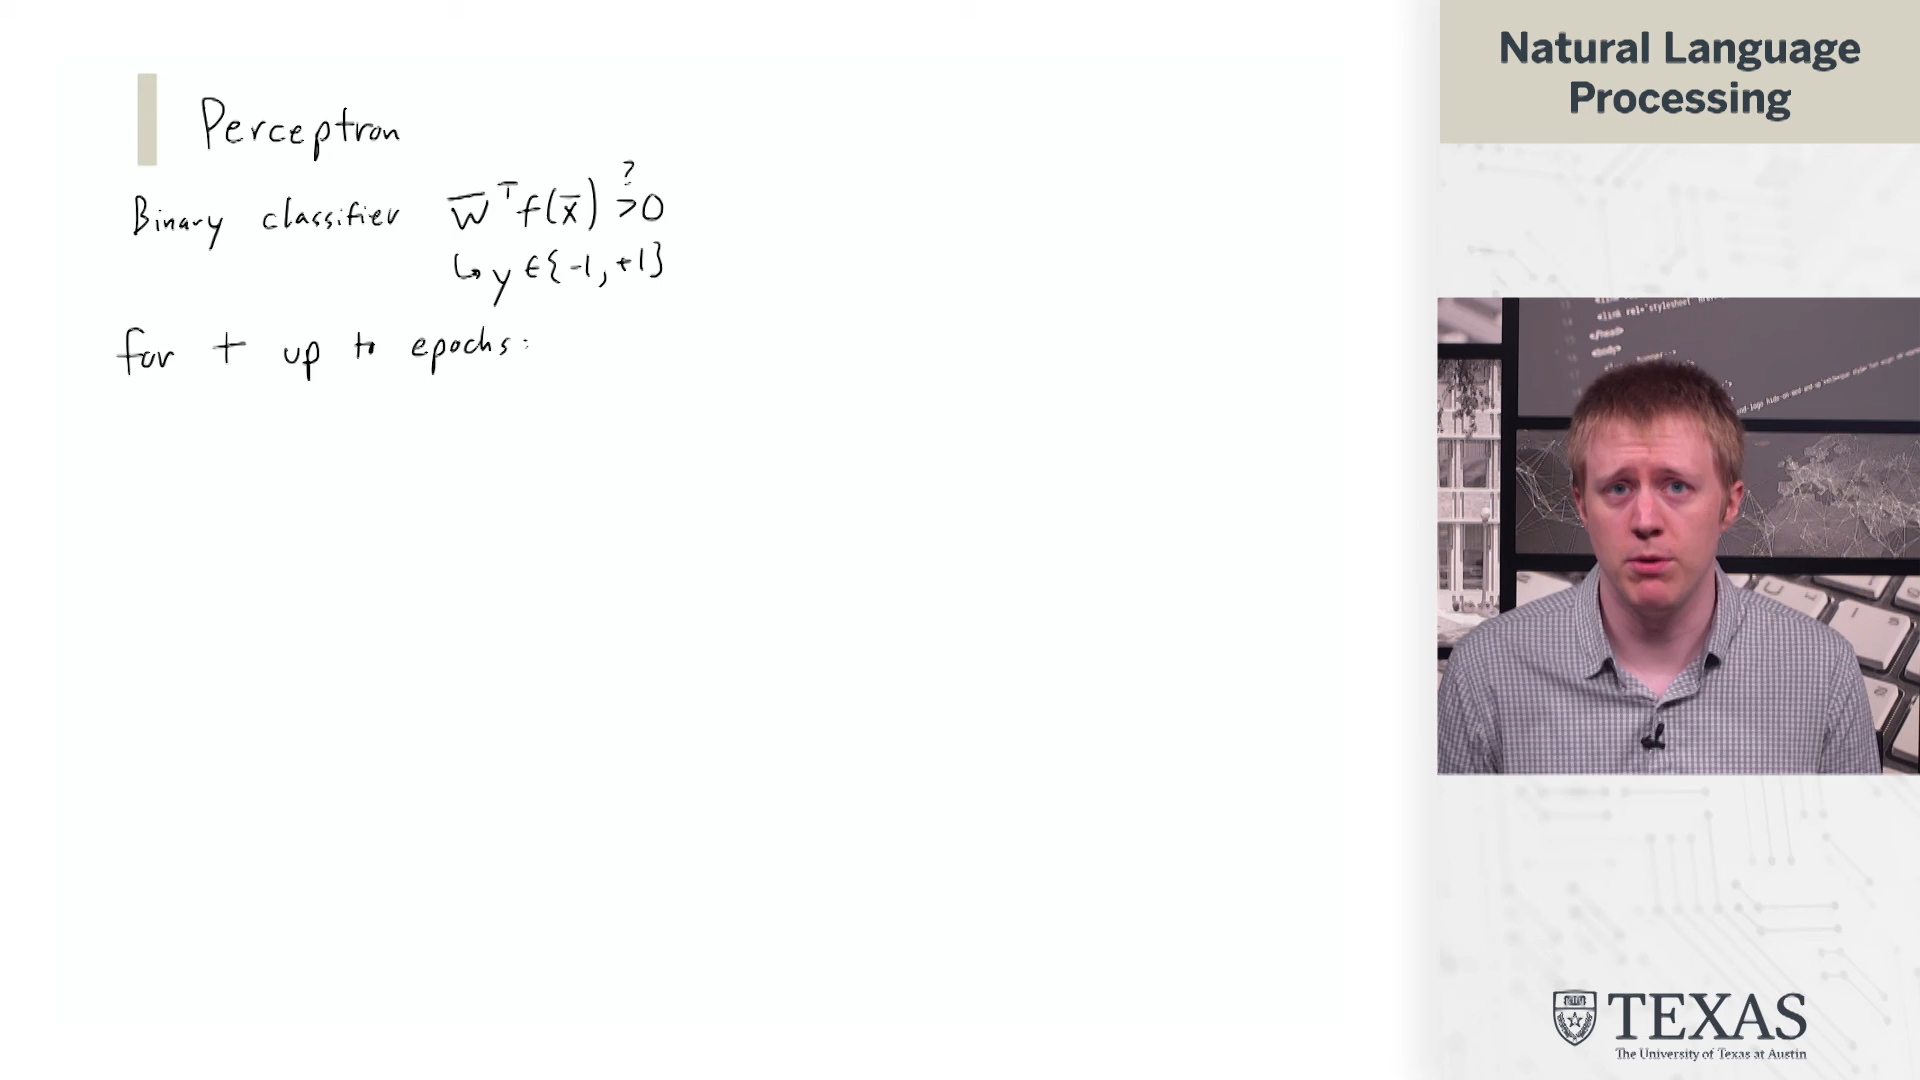 Natural Language
Processing
Perceptron
Binary classifier w̄ᵀf(x̄) >0
?
↳ y ∈ {-1, +1}
for t up to epochs:
TEXAS
The University of Texas at Austin